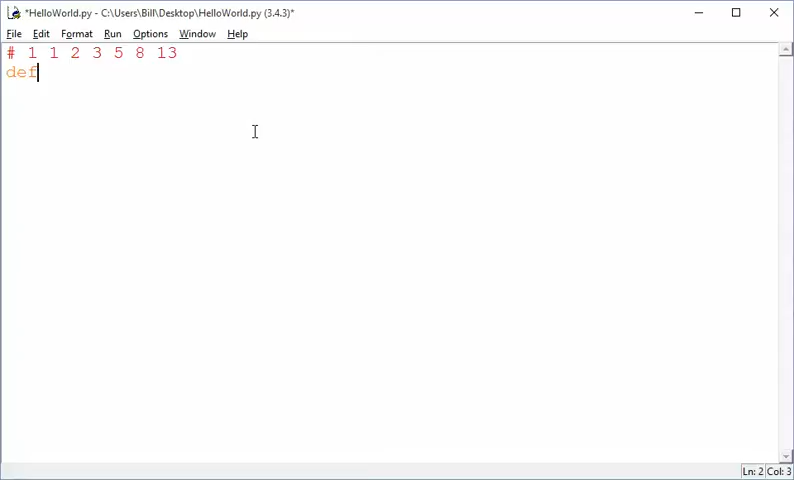 *HelloWorld.py - C:\Users\Bill\Desktop\HelloWorld.py (3.4.3)*
File Edit Format Run Options Window Help
# 1 1 2 3 5 8 13
def
Ln: 2 Col: 3